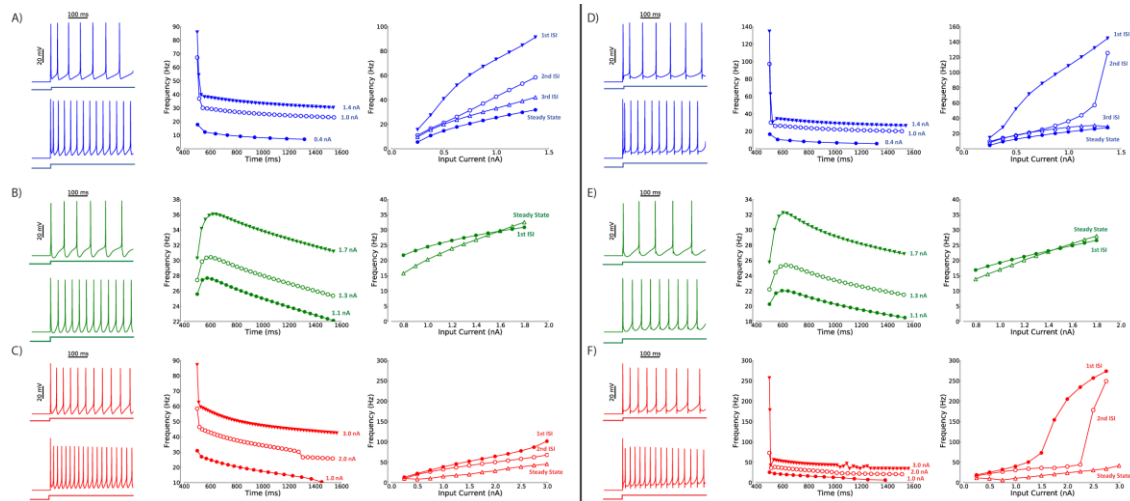 A)
100 ms
20 mV
Frequency (Hz)
90
80
70
60
50
40
30
20
10
0
400 600 800 1000 1200 1400 1600
Time (ms)
1.4 nA
1.0 nA
0.4 nA
Frequency (Hz)
100
80
60
40
20
0
0.0 0.5 1.0 1.5
Input Current (nA)
1st ISI
2nd ISI
3rd ISI
Steady State
B)
100 ms
20 mV
Frequency (Hz)
38
36
34
32
30
28
26
24
22
400 600 800 1000 1200 1400 1600
Time (ms)
1.7 nA
1.3 nA
1.1 nA
Frequency (Hz)
40
35
30
25
20
15
10
5
0
0.8 1.0 1.2 1.4 1.6 1.8 2.0
Input Current (nA)
Steady State
1st ISI
C)
100 ms
20 mV
Frequency (Hz)
90
80
70
60
50
40
30
20
10
400 600 800 1000 1200 1400 1600
Time (ms)
3.0 nA
2.0 nA
1.0 nA
Frequency (Hz)
300
250
200
150
100
50
0
0.0 0.5 1.0 1.5 2.0 2.5 3.0
Input Current (nA)
1st ISI
2nd ISI
Steady State
D)
100 ms
20 mV
Frequency (Hz)
140
120
100
80
60
40
20
0
400 600 800 1000 1200 1400 1600
Time (ms)
1.4 nA
1.0 nA
0.4 nA
Frequency (Hz)
160
140
120
100
80
60
40
20
0
0.0 0.5 1.0 1.5
Input Current (nA)
1st ISI
2nd ISI
3rd ISI
Steady State
E)
100 ms
20 mV
Frequency (Hz)
34
32
30
28
26
24
22
20
18
400 600 800 1000 1200 1400 1600
Time (ms)
1.7 nA
1.3 nA
1.1 nA
Frequency (Hz)
40
35
30
25
20
15
10
5
0
0.8 1.0 1.2 1.4 1.6 1.8 2.0
Input Current (nA)
Steady State
1st ISI
F)
100 ms
20 mV
Frequency (Hz)
300
250
200
150
100
50
0
400 600 800 1000 1200 1400 1600
Time (ms)
3.0 nA
2.0 nA
1.0 nA
Frequency (Hz)
300
250
200
150
100
50
0
0.0 0.5 1.0 1.5 2.0 2.5 3.0
Input Current (nA)
1st ISI
2nd ISI
Steady State